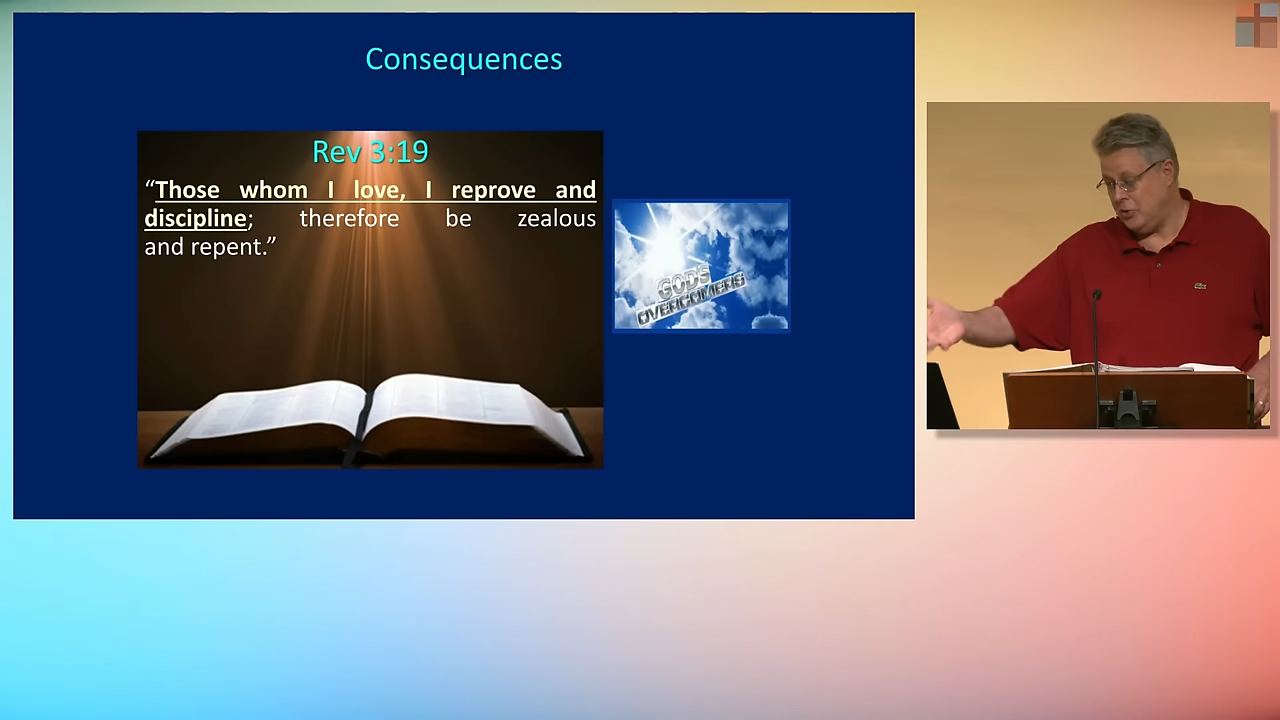 Consequences
Rev 3:19
“Those whom I love, I reprove and
discipline; therefore be zealous
and repent.”
GODS
OVERCOMERS